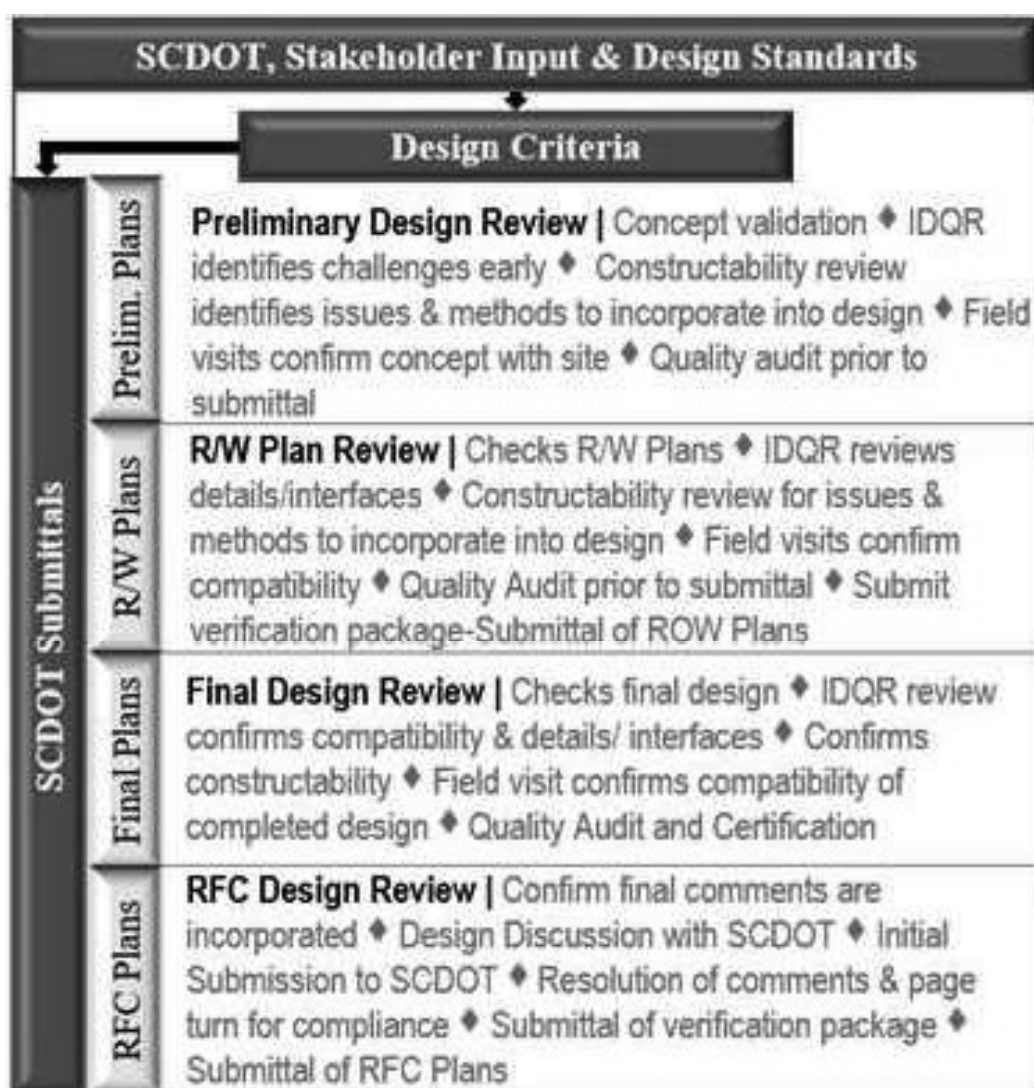 SCDOT, Stakeholder Input & Design Standards
Design Criteria
SCDOT Submittals
Prelim. Plans
Preliminary Design Review | Concept validation ♦ IDQR
identifies challenges early ♦ Constructability review
identifies issues & methods to incorporate into design ♦ Field
visits confirm concept with site ♦ Quality audit prior to
submittal
R/W Plans
R/W Plan Review | Checks R/W Plans ♦ IDQR reviews
details/interfaces ♦ Constructability review for issues &
methods to incorporate into design ♦ Field visits confirm
compatibility ♦ Quality Audit prior to submittal ♦ Submit
verification package-Submittal of ROW Plans
Final Plans
Final Design Review | Checks final design ♦ IDQR review
confirms compatibility & details/ interfaces ♦ Confirms
constructability ♦ Field visit confirms compatibility of
completed design ♦ Quality Audit and Certification
RFC Plans
RFC Design Review | Confirm final comments are
incorporated ♦ Design Discussion with SCDOT ♦ Initial
Submission to SCDOT ♦ Resolution of comments & page
turn for compliance ♦ Submittal of verification package ♦
Submittal of RFC Plans